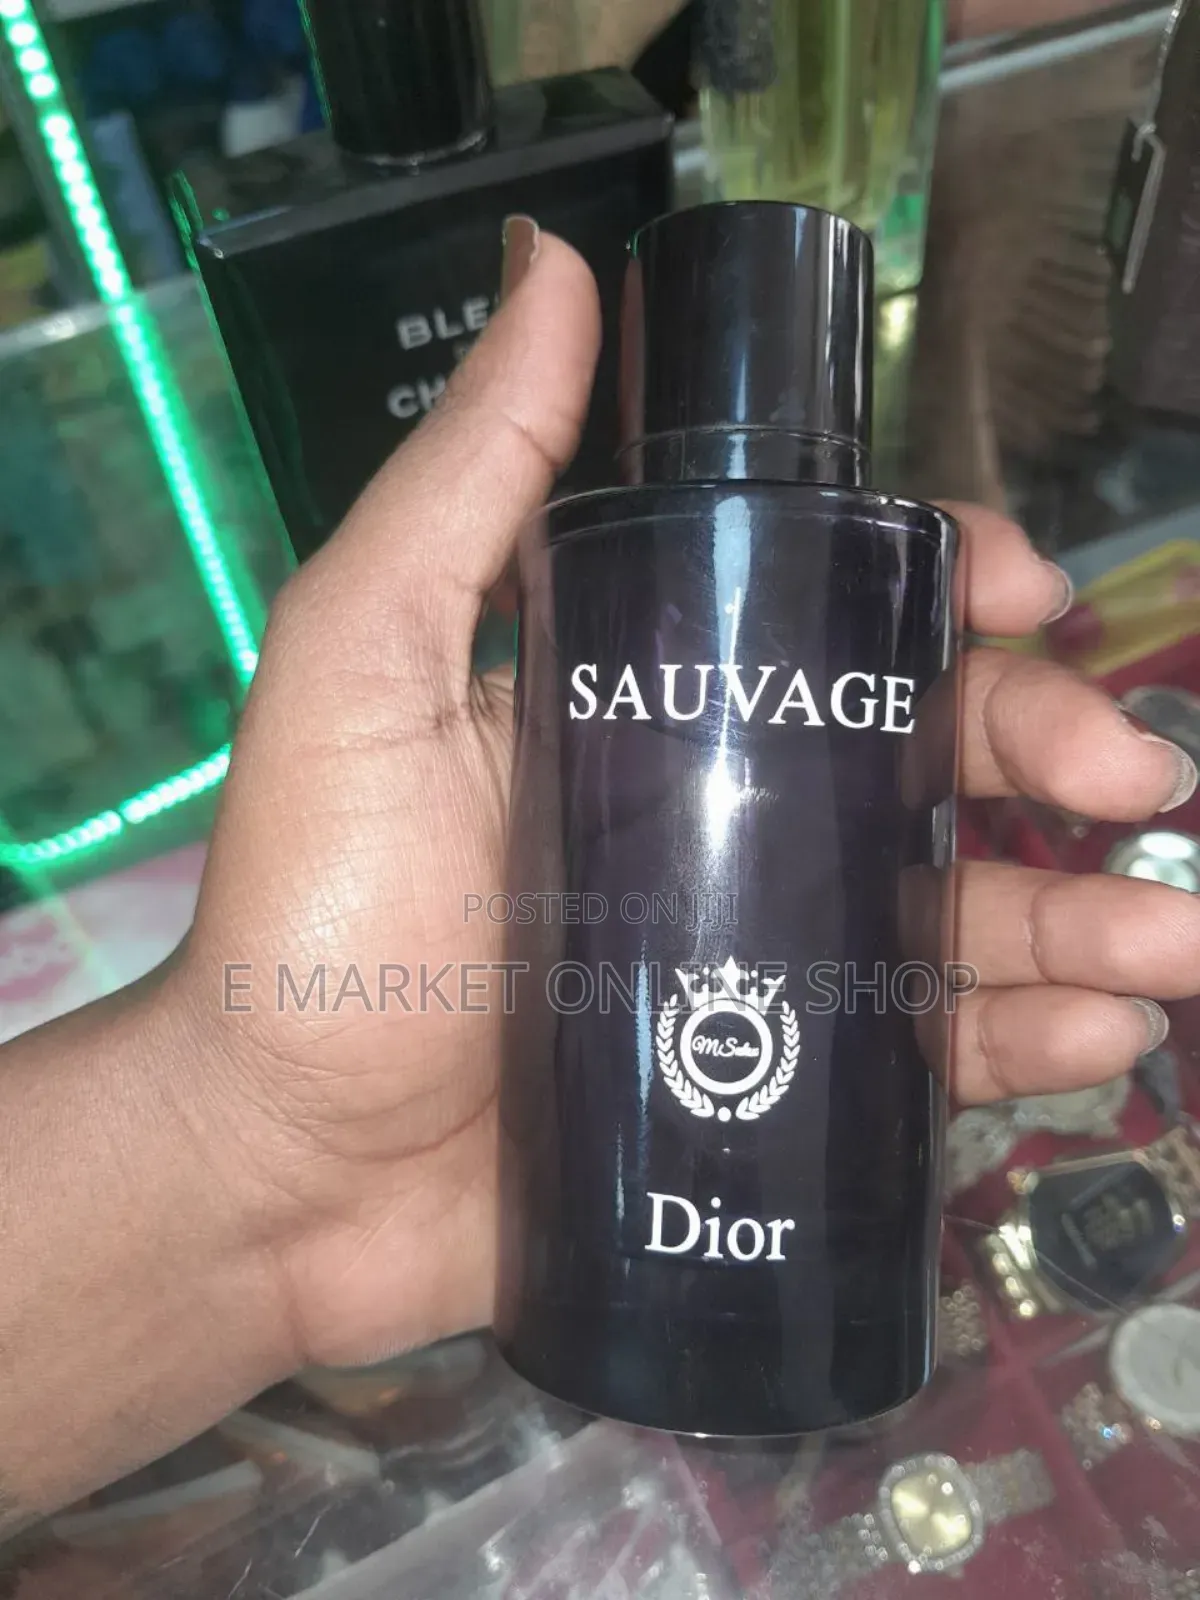 SAUVAGE
POSTED ON JIJI
E MARKET ONLINE SHOP
Dior